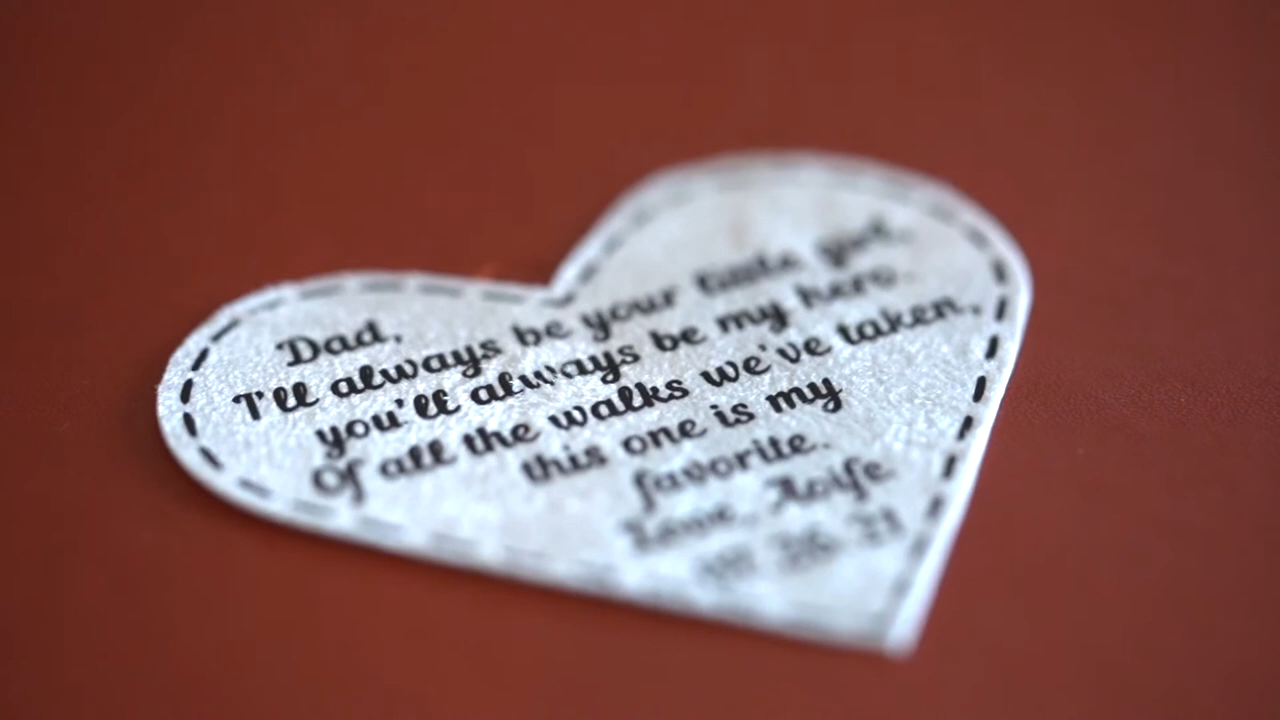 Dad,
I'll always be your little girl,
you'll always be my hero.
Of all the walks we've taken,
this one is my
favorite.
Love, Aoife